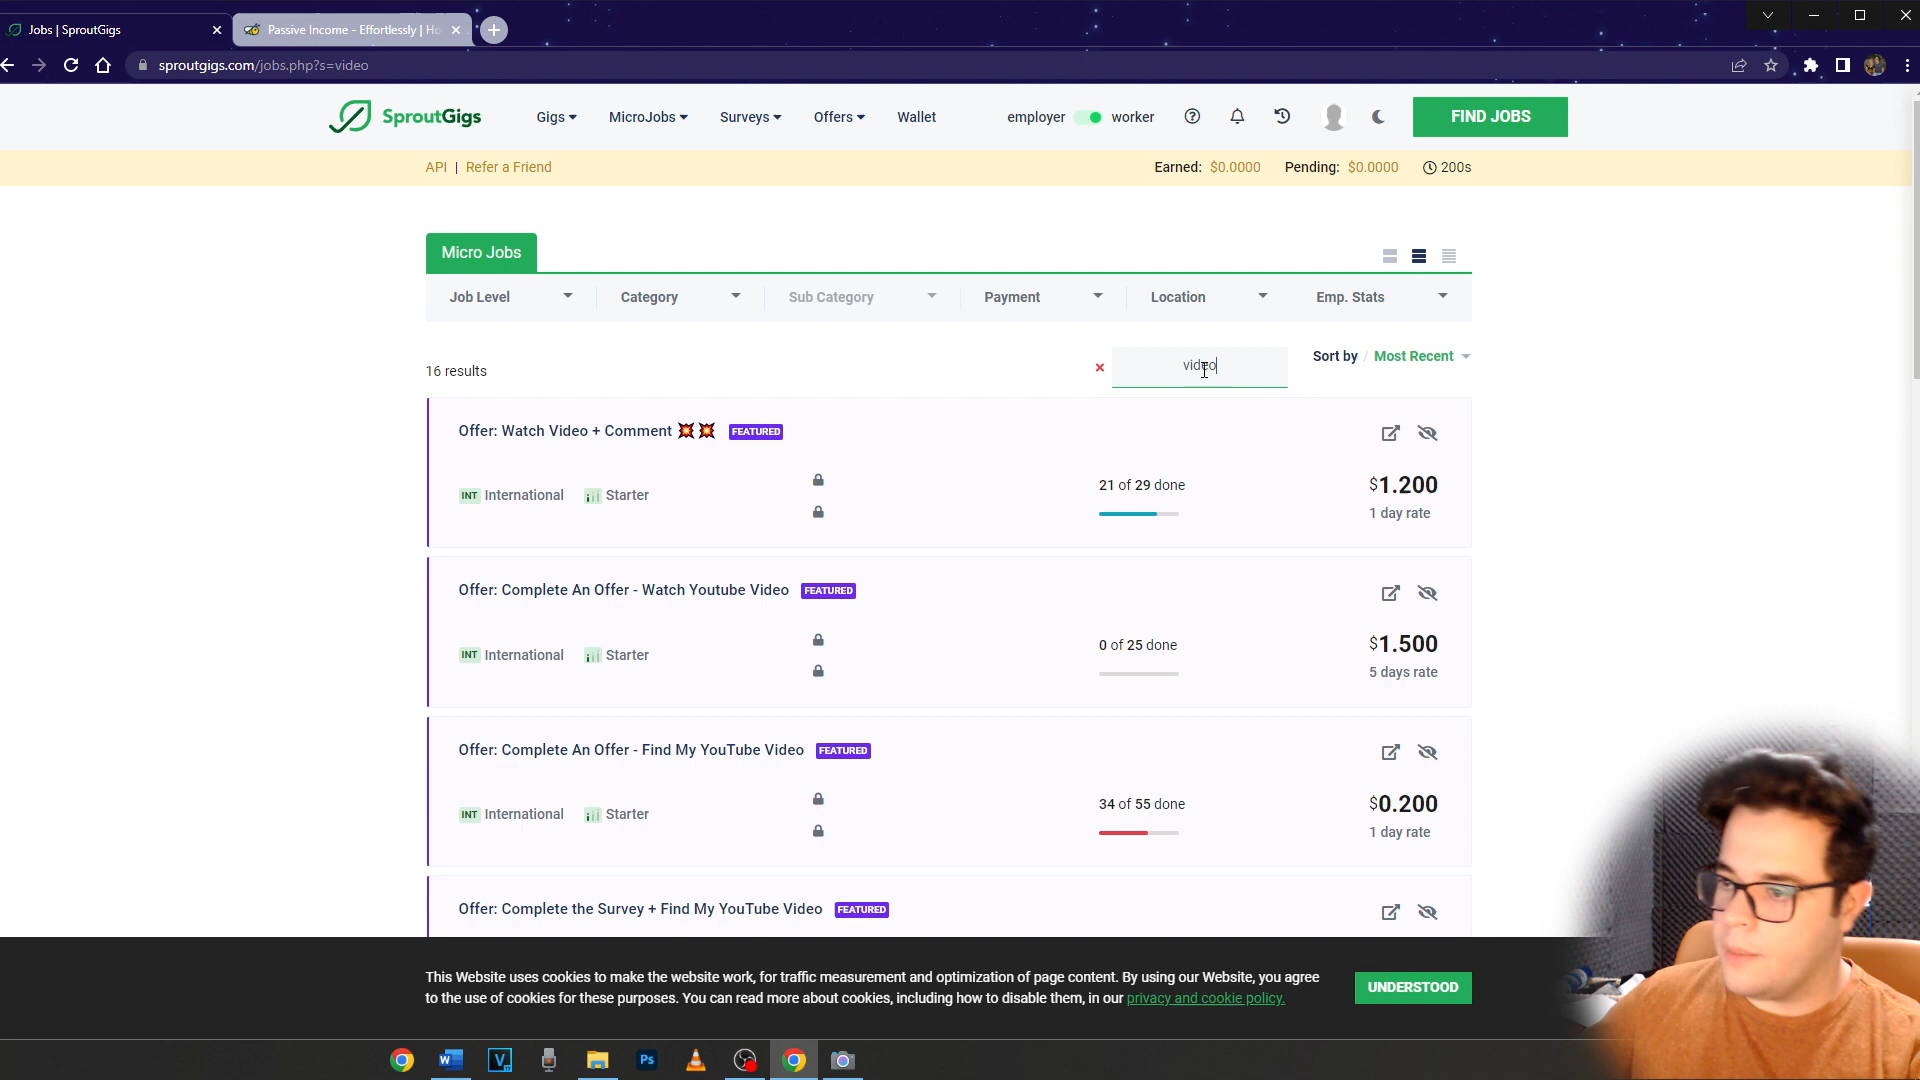 Jobs | SproutGigs
Passive Income - Effortlessly | Ho
sproutgigs.com/jobs.php?s=video
SproutGigs
Gigs
MicroJobs
Surveys
Offers
Wallet
employer
worker
FIND JOBS
API | Refer a Friend
Earned: $0.0000
Pending: $0.0000
200s
Micro Jobs
Job Level
Category
Sub Category
Payment
Location
Emp. Stats
16 results
video
Sort by / Most Recent
Offer: Watch Video + Comment 💥💥 FEATURED
INT International
Starter
21 of 29 done
$1.200
1 day rate
Offer: Complete An Offer - Watch Youtube Video FEATURED
INT International
Starter
0 of 25 done
$1.500
5 days rate
Offer: Complete An Offer - Find My YouTube Video FEATURED
INT International
Starter
34 of 55 done
$0.200
1 day rate
Offer: Complete the Survey + Find My YouTube Video FEATURED
This Website uses cookies to make the website work, for traffic measurement and optimization of page content. By using our Website, you agree
to the use of cookies for these purposes. You can read more about cookies, including how to disable them, in our privacy and cookie policy.
UNDERSTOOD
W
V
Ps